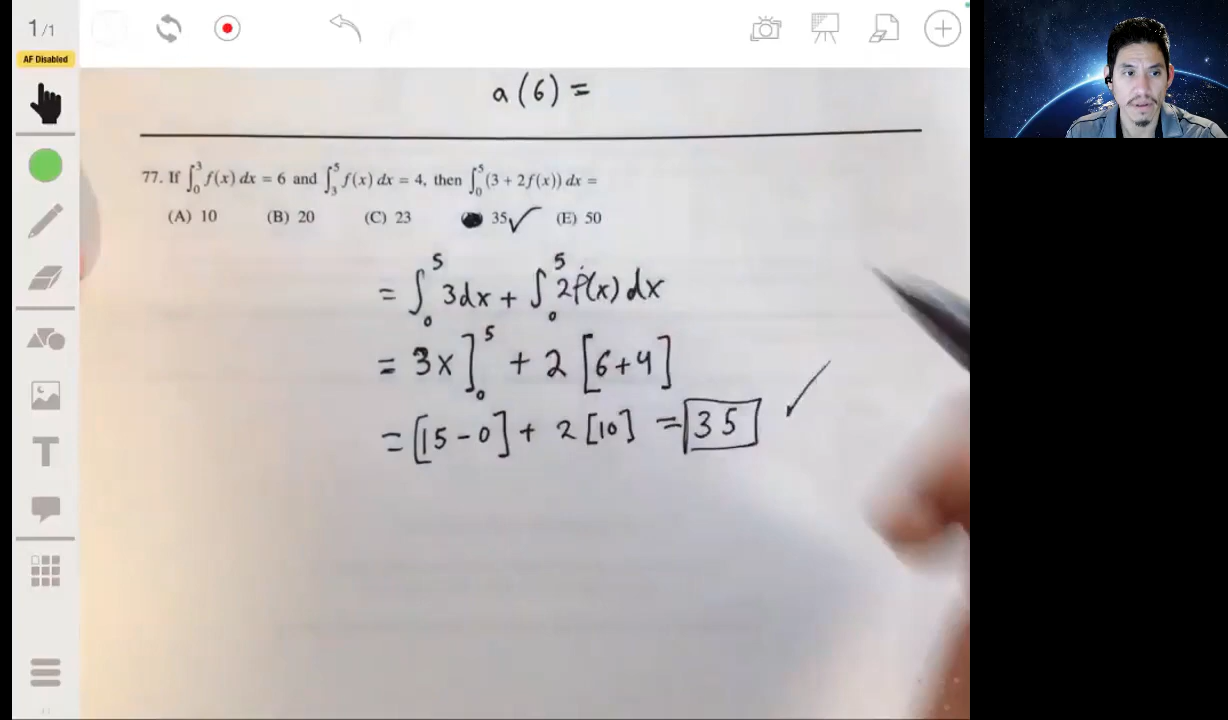 1/1
AF Disabled
a(6) =
77. If ∫₀³ f(x) dx = 6 and ∫₃⁵ f(x) dx = 4, then ∫₀⁵ (3 + 2f(x)) dx =
(A) 10 (B) 20 (C) 23 35✓ (E) 50
= ∫₀⁵ 3dx + ∫₀⁵ 2f(x) dx
= 3x]₀⁵ + 2 [6+4]
= [15 - 0] + 2 [10] = 35 ✓
T